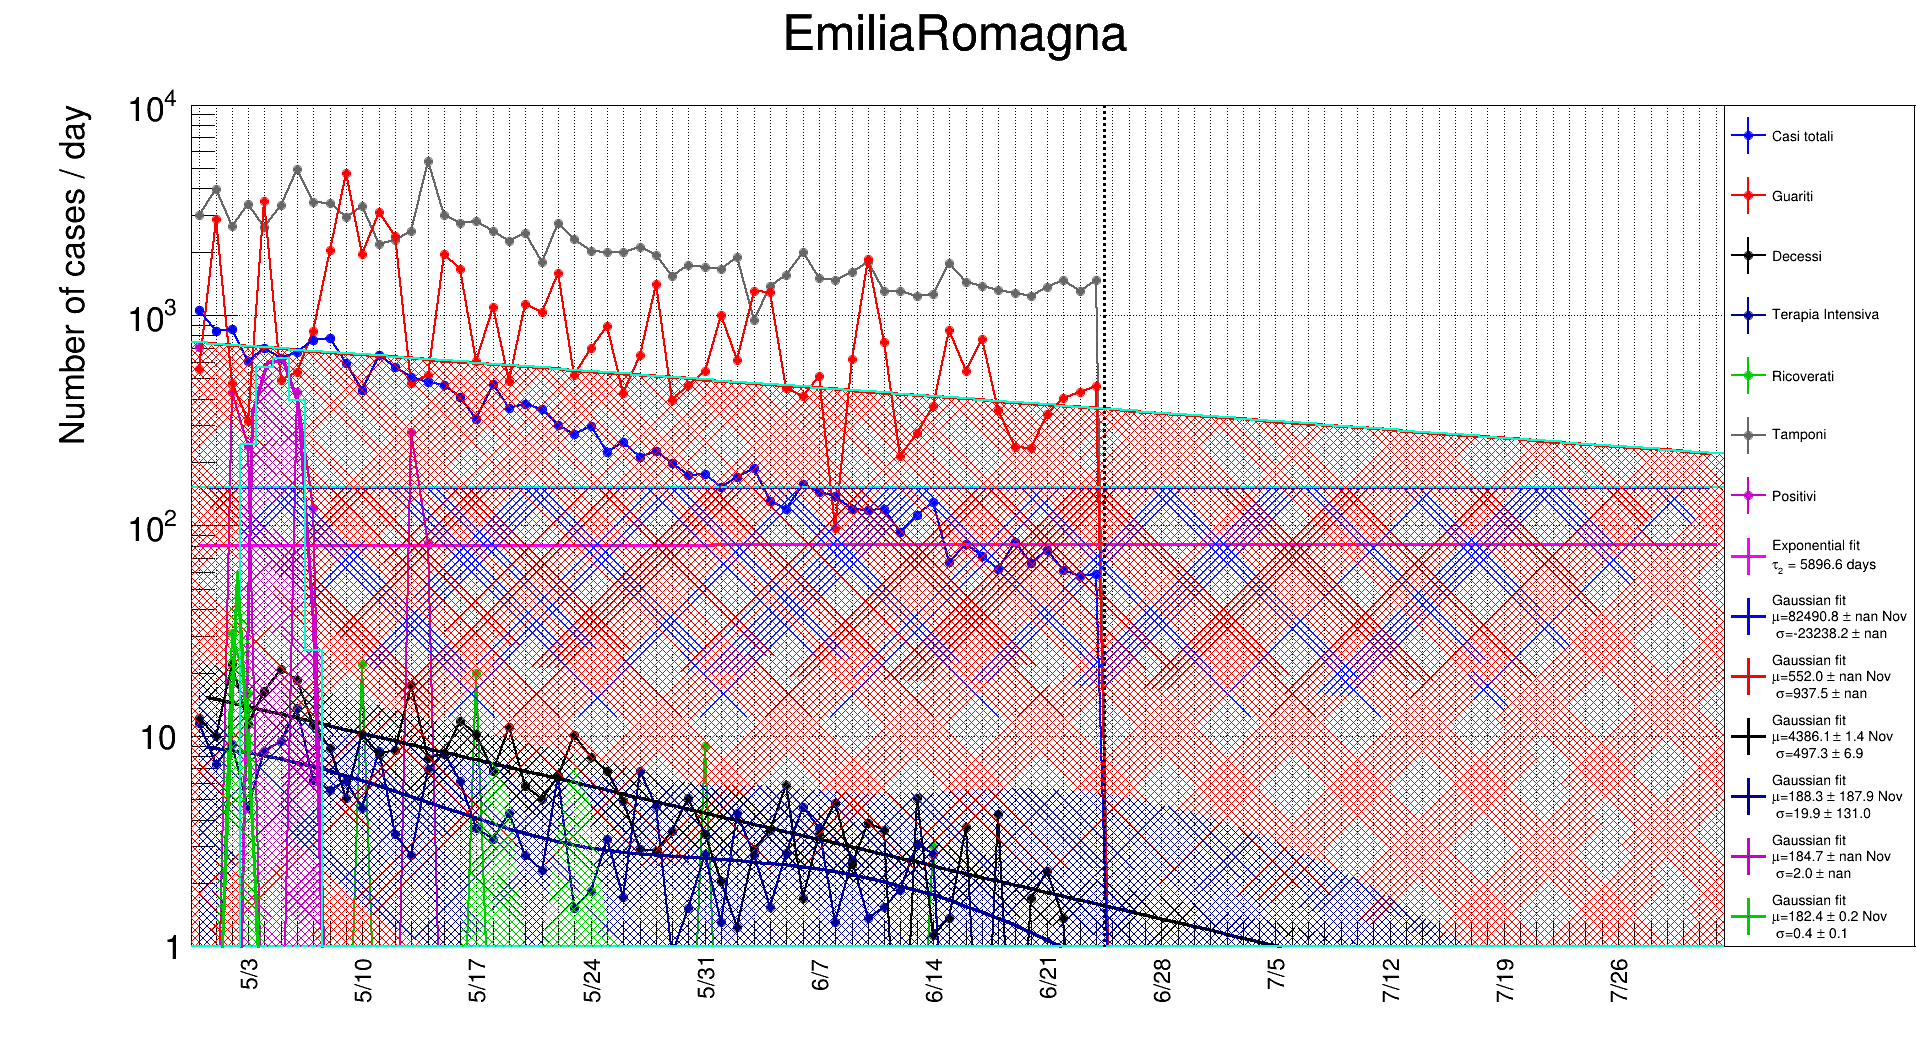 EmiliaRomagna
Number of cases / day
10^4
10^3
10^2
10
1
5/3
5/10
5/17
5/24
5/31
6/7
6/14
6/21
6/28
7/5
7/12
7/19
7/26
Casi totali
Guariti
Decessi
Terapia Intensiva
Ricoverati
Tamponi
Positivi
Exponential fit
τ₂ = 5896.6 days
Gaussian fit
μ=82490.8 ± nan Nov
σ=-23238.2 ± nan
Gaussian fit
μ=552.0 ± nan Nov
σ=937.5 ± nan
Gaussian fit
μ=4386.1 ± 1.4 Nov
σ=497.3 ± 6.9
Gaussian fit
μ=188.3 ± 187.9 Nov
σ=19.9 ± 131.0
Gaussian fit
μ=184.7 ± nan Nov
σ=2.0 ± nan
Gaussian fit
μ=182.4 ± 0.2 Nov
σ=0.4 ± 0.1